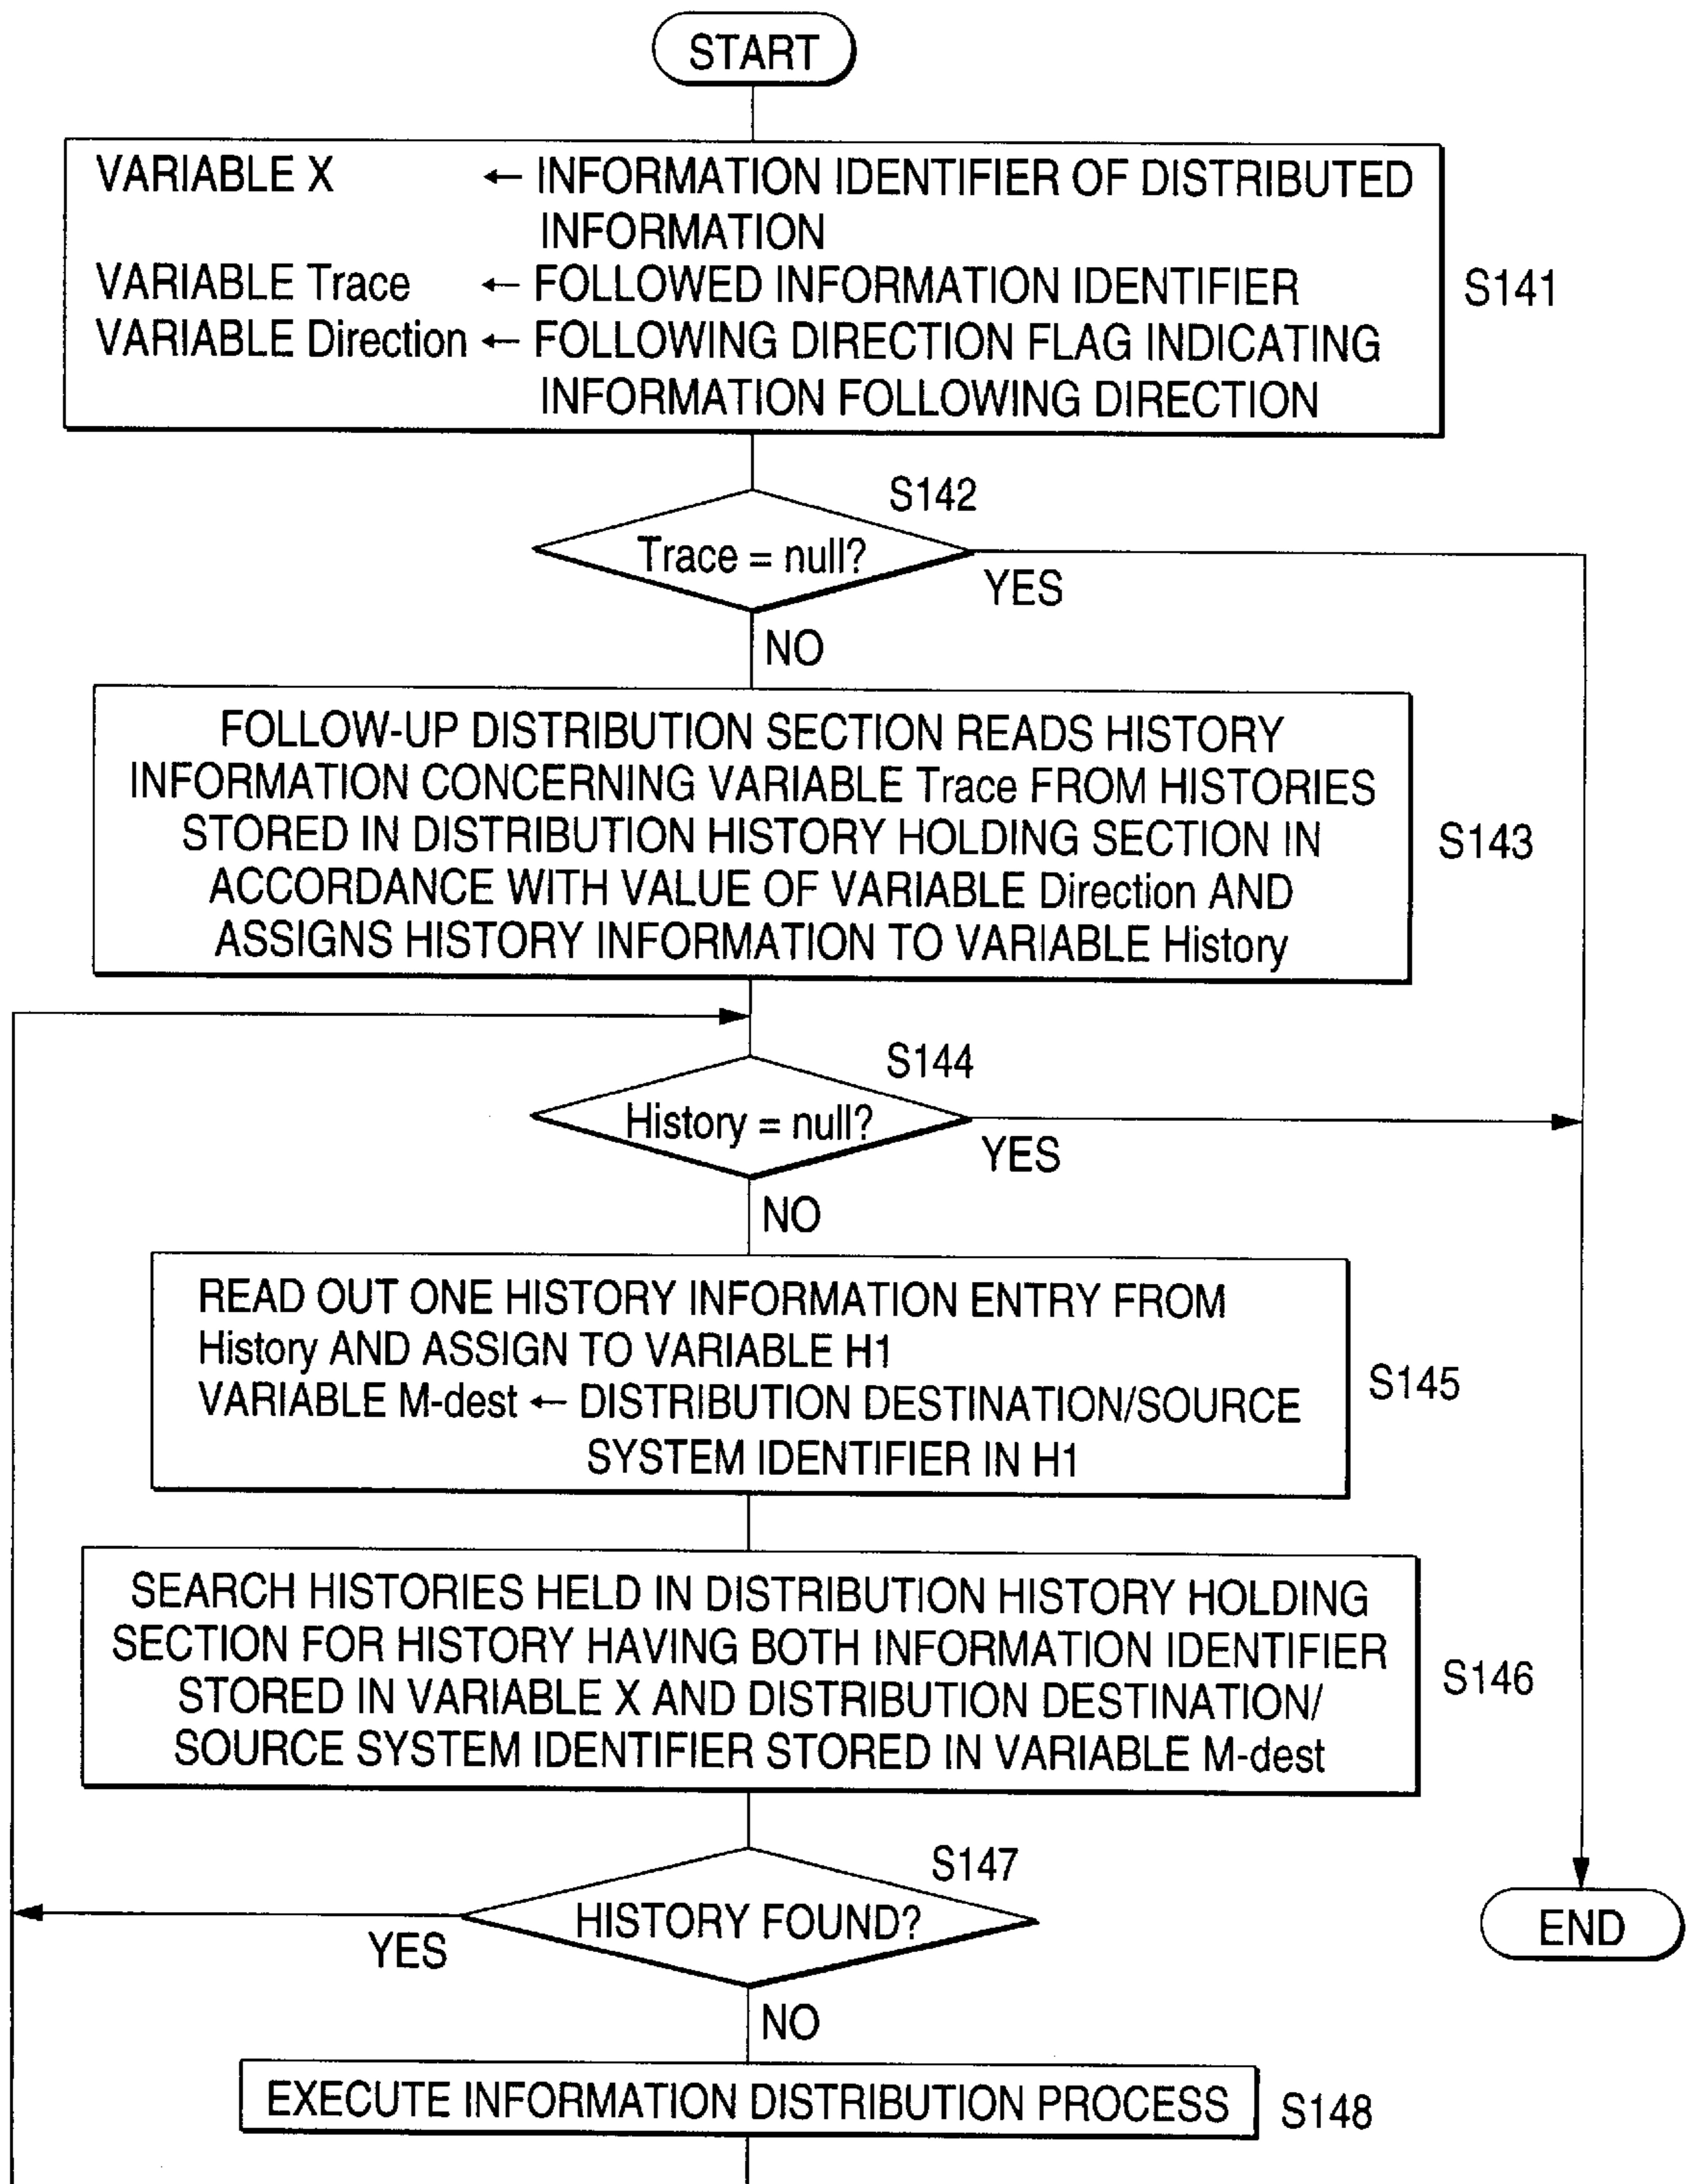 START
VARIABLE X ← INFORMATION IDENTIFIER OF DISTRIBUTED
INFORMATION
VARIABLE Trace ← FOLLOWED INFORMATION IDENTIFIER
VARIABLE Direction ← FOLLOWING DIRECTION FLAG INDICATING
INFORMATION FOLLOWING DIRECTION
S141
S142
Trace = null?
YES
NO
FOLLOW-UP DISTRIBUTION SECTION READS HISTORY
INFORMATION CONCERNING VARIABLE Trace FROM HISTORIES
STORED IN DISTRIBUTION HISTORY HOLDING SECTION IN
ACCORDANCE WITH VALUE OF VARIABLE Direction AND
ASSIGNS HISTORY INFORMATION TO VARIABLE History
S143
S144
History = null?
YES
NO
READ OUT ONE HISTORY INFORMATION ENTRY FROM
History AND ASSIGN TO VARIABLE H1
VARIABLE M-dest ← DISTRIBUTION DESTINATION/SOURCE
SYSTEM IDENTIFIER IN H1
S145
SEARCH HISTORIES HELD IN DISTRIBUTION HISTORY HOLDING
SECTION FOR HISTORY HAVING BOTH INFORMATION IDENTIFIER
STORED IN VARIABLE X AND DISTRIBUTION DESTINATION/
SOURCE SYSTEM IDENTIFIER STORED IN VARIABLE M-dest
S146
S147
HISTORY FOUND?
YES
END
NO
EXECUTE INFORMATION DISTRIBUTION PROCESS
S148